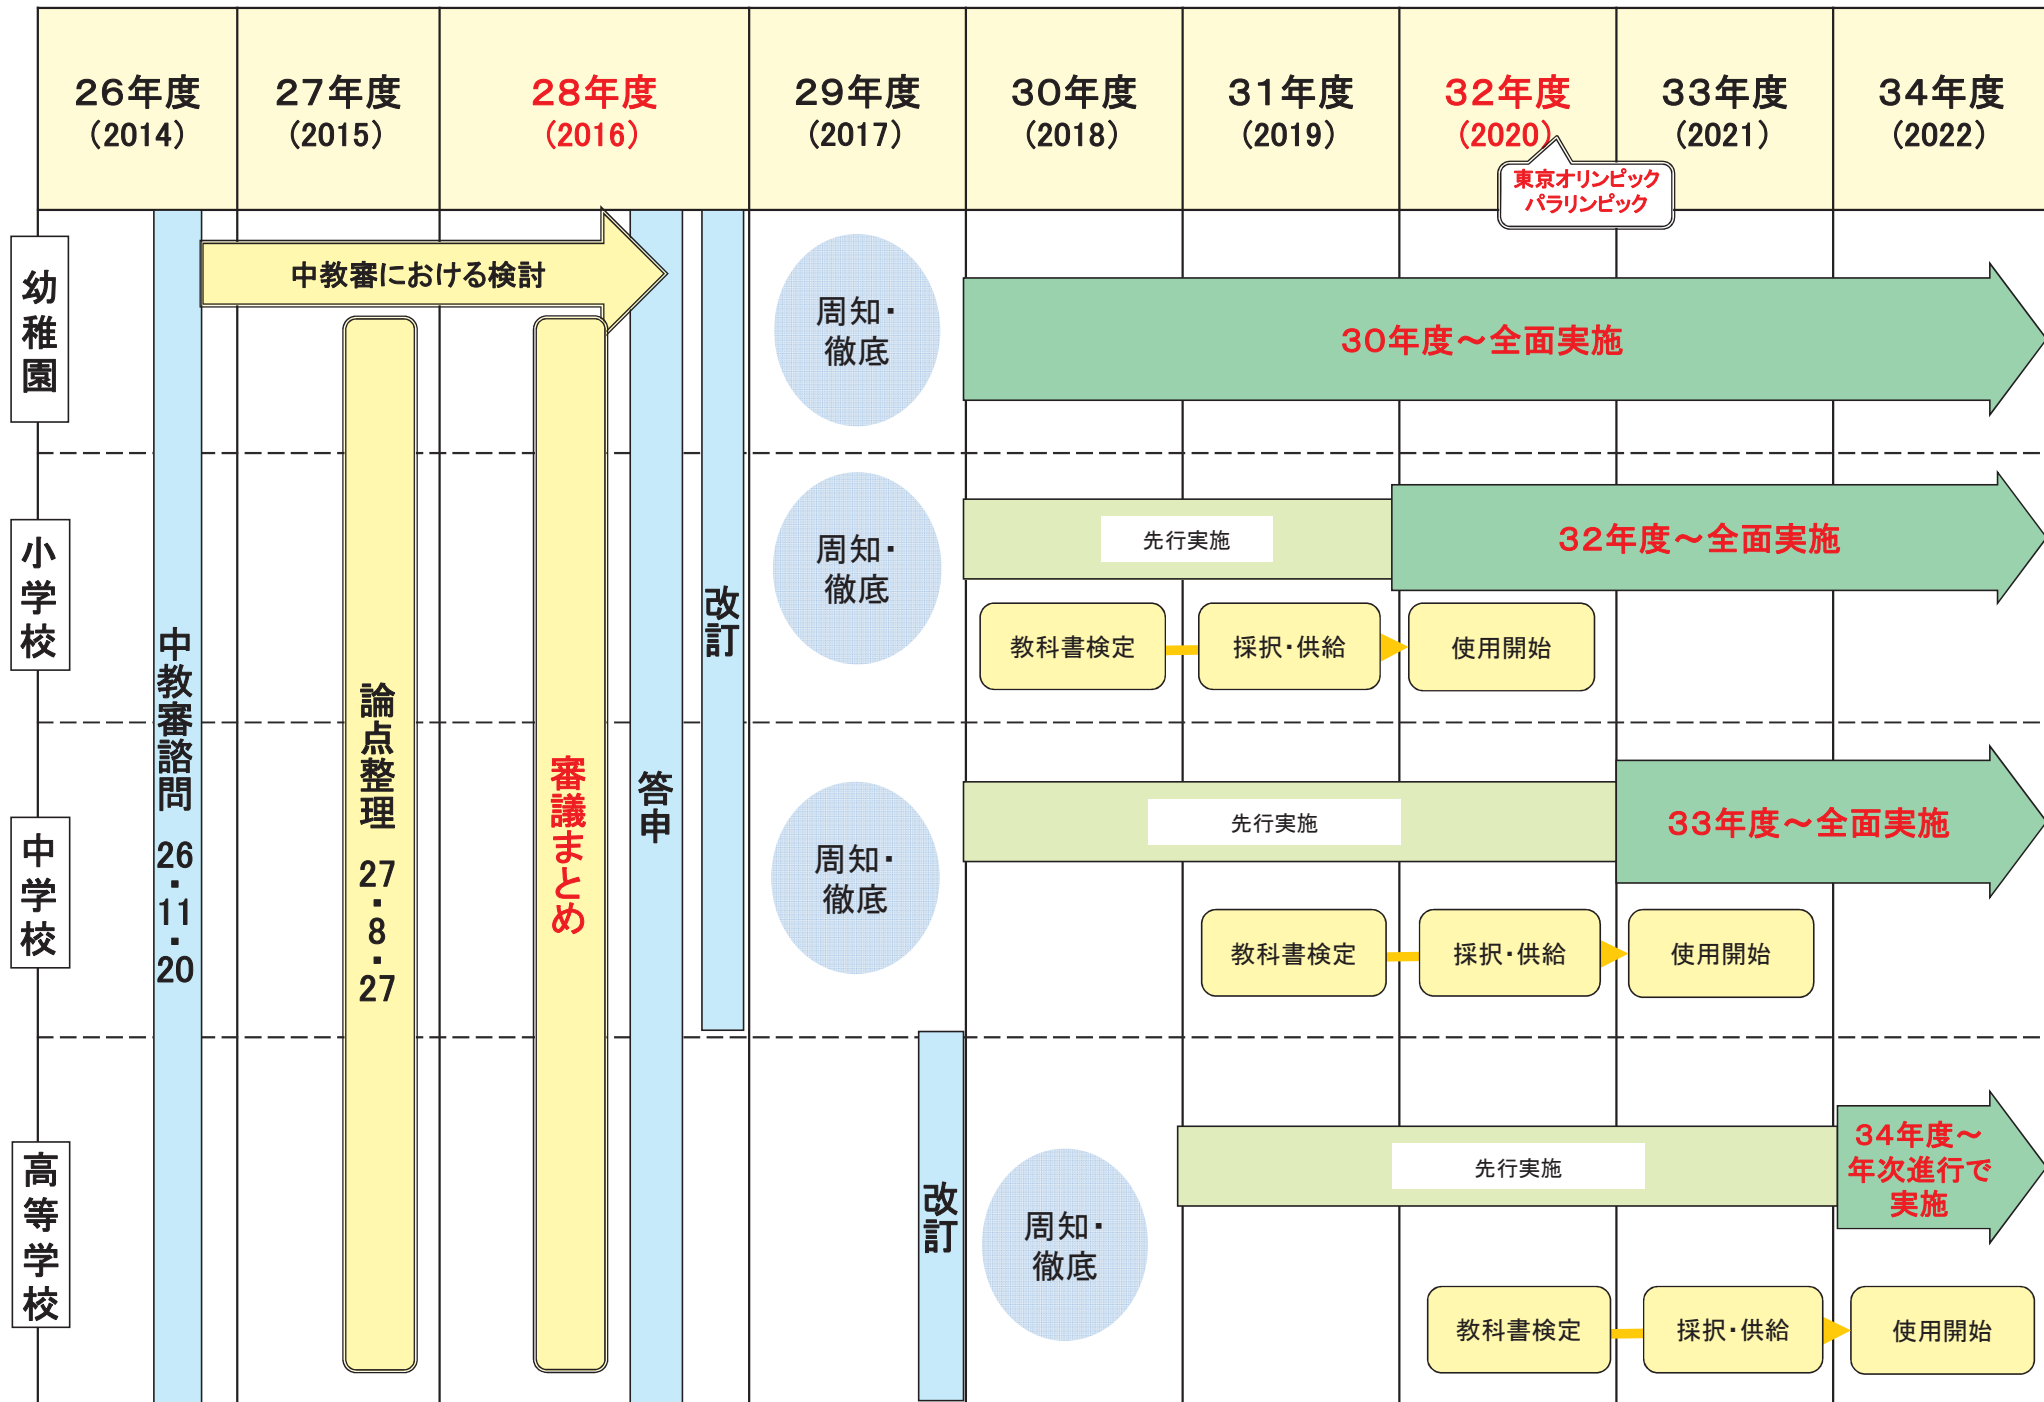 26年度
(2014)
27年度
(2015)
28年度
(2016)
29年度
(2017)
30年度
(2018)
31年度
(2019)
32年度
(2020)
33年度
(2021)
34年度
(2022)
東京オリンピック
パラリンピック
幼稚園
中教審における検討
周知・
徹底
30年度~全面実施
小学校
周知・
徹底
先行実施
32年度~全面実施
教科書検定
採択・供給
使用開始
中教審諮問 26・11・20
論点整理 27・8・27
審議まとめ
答申
改訂
中学校
周知・
徹底
先行実施
33年度~全面実施
教科書検定
採択・供給
使用開始
高等学校
改訂
周知・
徹底
先行実施
34年度~
年次進行で
実施
教科書検定
採択・供給
使用開始